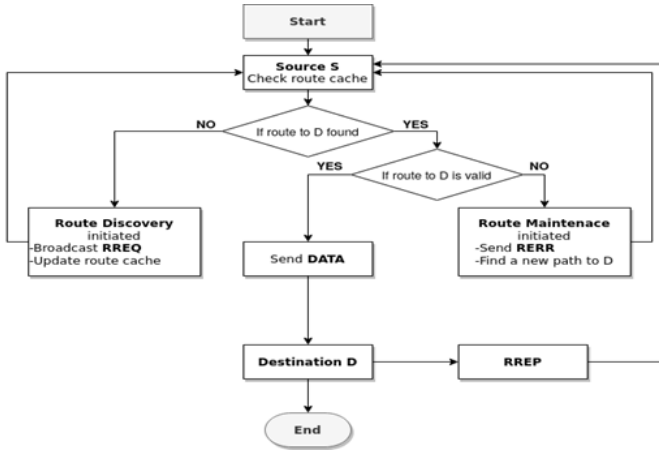 Start
Source S
Check route cache
If route to D found
NO
YES
If route to D is valid
YES
NO
Route Discovery
initiated
-Broadcast RREQ
-Update route cache
Send DATA
Route Maintenace
initiated
-Send RERR
-Find a new path to D
Destination D
RREP
End